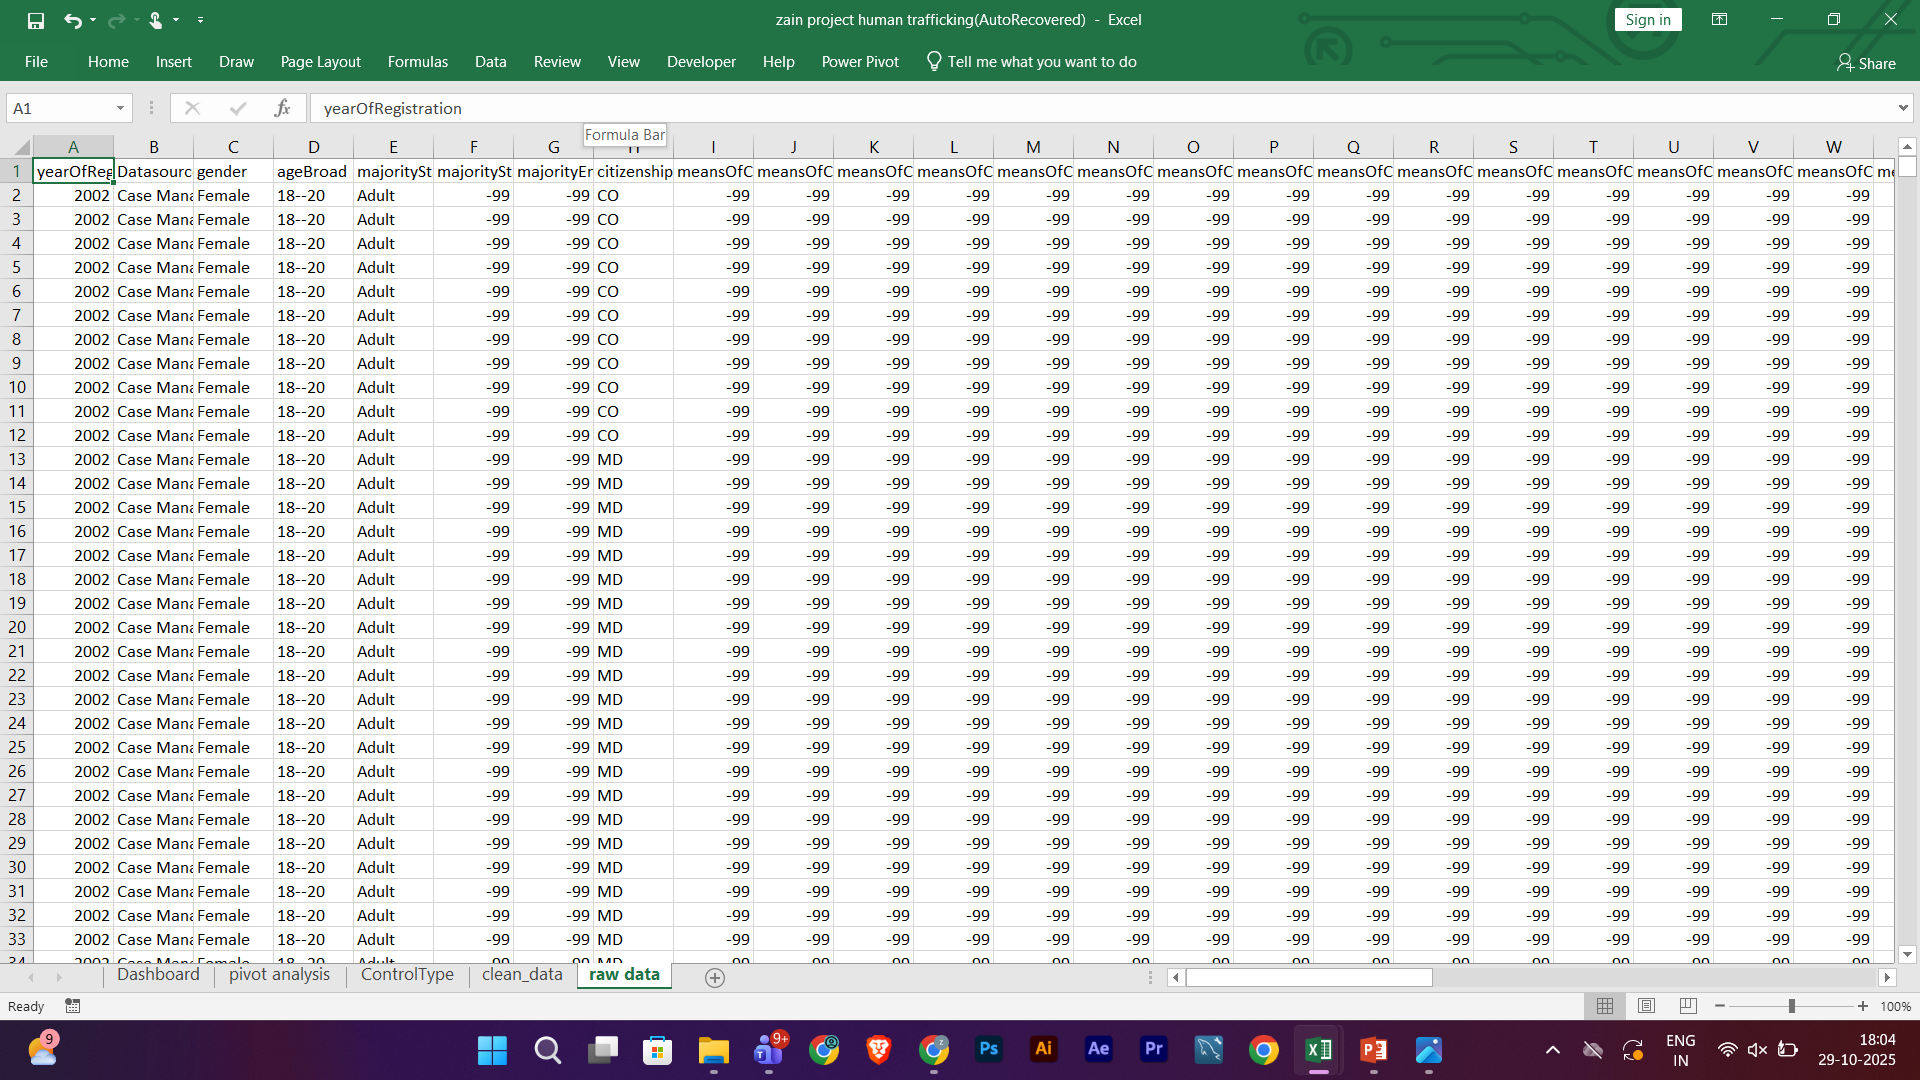 zain project human trafficking(AutoRecovered) - Excel
Sign in
File Home Insert Draw Page Layout Formulas Data Review View Developer Help Power Pivot Tell me what you want to do Share
A1 fx yearOfRegistration
Formula Bar
A B C D E F G H I J K L M N O P Q R S T U V W
1 yearOfReg Datasourc gender ageBroad majoritySt majoritySt majorityEn citizenship meansOfC meansOfC meansOfC meansOfC meansOfC meansOfC meansOfC meansOfC meansOfC meansOfC meansOfC meansOfC meansOfC meansOfC meansOfC me
2 2002 Case Mana Female 18--20 Adult -99 -99 CO -99 -99 -99 -99 -99 -99 -99 -99 -99 -99 -99 -99 -99 -99 -99
3 2002 Case Mana Female 18--20 Adult -99 -99 CO -99 -99 -99 -99 -99 -99 -99 -99 -99 -99 -99 -99 -99 -99 -99
4 2002 Case Mana Female 18--20 Adult -99 -99 CO -99 -99 -99 -99 -99 -99 -99 -99 -99 -99 -99 -99 -99 -99 -99
5 2002 Case Mana Female 18--20 Adult -99 -99 CO -99 -99 -99 -99 -99 -99 -99 -99 -99 -99 -99 -99 -99 -99 -99
6 2002 Case Mana Female 18--20 Adult -99 -99 CO -99 -99 -99 -99 -99 -99 -99 -99 -99 -99 -99 -99 -99 -99 -99
7 2002 Case Mana Female 18--20 Adult -99 -99 CO -99 -99 -99 -99 -99 -99 -99 -99 -99 -99 -99 -99 -99 -99 -99
8 2002 Case Mana Female 18--20 Adult -99 -99 CO -99 -99 -99 -99 -99 -99 -99 -99 -99 -99 -99 -99 -99 -99 -99
9 2002 Case Mana Female 18--20 Adult -99 -99 CO -99 -99 -99 -99 -99 -99 -99 -99 -99 -99 -99 -99 -99 -99 -99
10 2002 Case Mana Female 18--20 Adult -99 -99 CO -99 -99 -99 -99 -99 -99 -99 -99 -99 -99 -99 -99 -99 -99 -99
11 2002 Case Mana Female 18--20 Adult -99 -99 CO -99 -99 -99 -99 -99 -99 -99 -99 -99 -99 -99 -99 -99 -99 -99
12 2002 Case Mana Female 18--20 Adult -99 -99 CO -99 -99 -99 -99 -99 -99 -99 -99 -99 -99 -99 -99 -99 -99 -99
13 2002 Case Mana Female 18--20 Adult -99 -99 MD -99 -99 -99 -99 -99 -99 -99 -99 -99 -99 -99 -99 -99 -99 -99
14 2002 Case Mana Female 18--20 Adult -99 -99 MD -99 -99 -99 -99 -99 -99 -99 -99 -99 -99 -99 -99 -99 -99 -99
15 2002 Case Mana Female 18--20 Adult -99 -99 MD -99 -99 -99 -99 -99 -99 -99 -99 -99 -99 -99 -99 -99 -99 -99
16 2002 Case Mana Female 18--20 Adult -99 -99 MD -99 -99 -99 -99 -99 -99 -99 -99 -99 -99 -99 -99 -99 -99 -99
17 2002 Case Mana Female 18--20 Adult -99 -99 MD -99 -99 -99 -99 -99 -99 -99 -99 -99 -99 -99 -99 -99 -99 -99
18 2002 Case Mana Female 18--20 Adult -99 -99 MD -99 -99 -99 -99 -99 -99 -99 -99 -99 -99 -99 -99 -99 -99 -99
19 2002 Case Mana Female 18--20 Adult -99 -99 MD -99 -99 -99 -99 -99 -99 -99 -99 -99 -99 -99 -99 -99 -99 -99
20 2002 Case Mana Female 18--20 Adult -99 -99 MD -99 -99 -99 -99 -99 -99 -99 -99 -99 -99 -99 -99 -99 -99 -99
21 2002 Case Mana Female 18--20 Adult -99 -99 MD -99 -99 -99 -99 -99 -99 -99 -99 -99 -99 -99 -99 -99 -99 -99
22 2002 Case Mana Female 18--20 Adult -99 -99 MD -99 -99 -99 -99 -99 -99 -99 -99 -99 -99 -99 -99 -99 -99 -99
23 2002 Case Mana Female 18--20 Adult -99 -99 MD -99 -99 -99 -99 -99 -99 -99 -99 -99 -99 -99 -99 -99 -99 -99
24 2002 Case Mana Female 18--20 Adult -99 -99 MD -99 -99 -99 -99 -99 -99 -99 -99 -99 -99 -99 -99 -99 -99 -99
25 2002 Case Mana Female 18--20 Adult -99 -99 MD -99 -99 -99 -99 -99 -99 -99 -99 -99 -99 -99 -99 -99 -99 -99
26 2002 Case Mana Female 18--20 Adult -99 -99 MD -99 -99 -99 -99 -99 -99 -99 -99 -99 -99 -99 -99 -99 -99 -99
27 2002 Case Mana Female 18--20 Adult -99 -99 MD -99 -99 -99 -99 -99 -99 -99 -99 -99 -99 -99 -99 -99 -99 -99
28 2002 Case Mana Female 18--20 Adult -99 -99 MD -99 -99 -99 -99 -99 -99 -99 -99 -99 -99 -99 -99 -99 -99 -99
29 2002 Case Mana Female 18--20 Adult -99 -99 MD -99 -99 -99 -99 -99 -99 -99 -99 -99 -99 -99 -99 -99 -99 -99
30 2002 Case Mana Female 18--20 Adult -99 -99 MD -99 -99 -99 -99 -99 -99 -99 -99 -99 -99 -99 -99 -99 -99 -99
31 2002 Case Mana Female 18--20 Adult -99 -99 MD -99 -99 -99 -99 -99 -99 -99 -99 -99 -99 -99 -99 -99 -99 -99
32 2002 Case Mana Female 18--20 Adult -99 -99 MD -99 -99 -99 -99 -99 -99 -99 -99 -99 -99 -99 -99 -99 -99 -99
33 2002 Case Mana Female 18--20 Adult -99 -99 MD -99 -99 -99 -99 -99 -99 -99 -99 -99 -99 -99 -99 -99 -99 -99
Dashboard pivot analysis ControlType clean_data raw data
Ready 100%
9 9+ z Ps Ai Ae Pr ENG 18:04
IN 29-10-2025